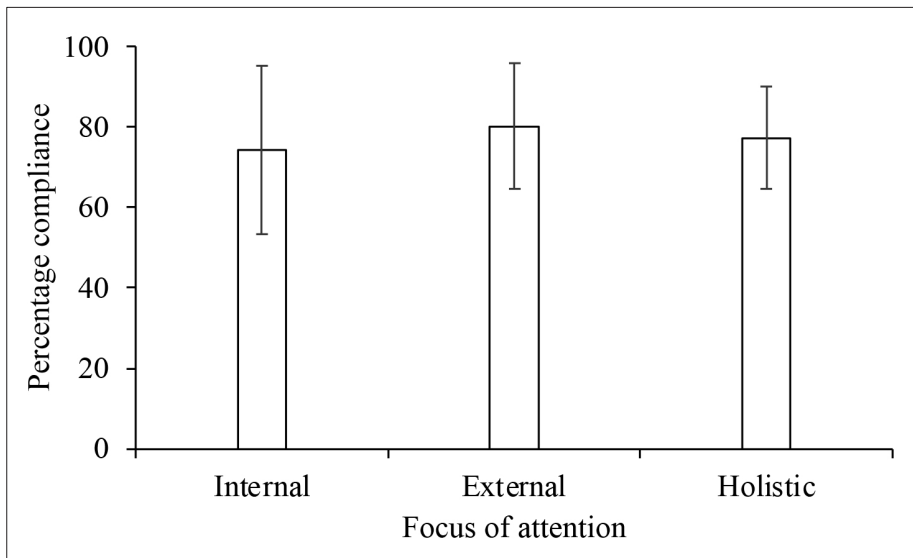 Percentage compliance
100
80
60
40
20
0
Internal External Holistic
Focus of attention